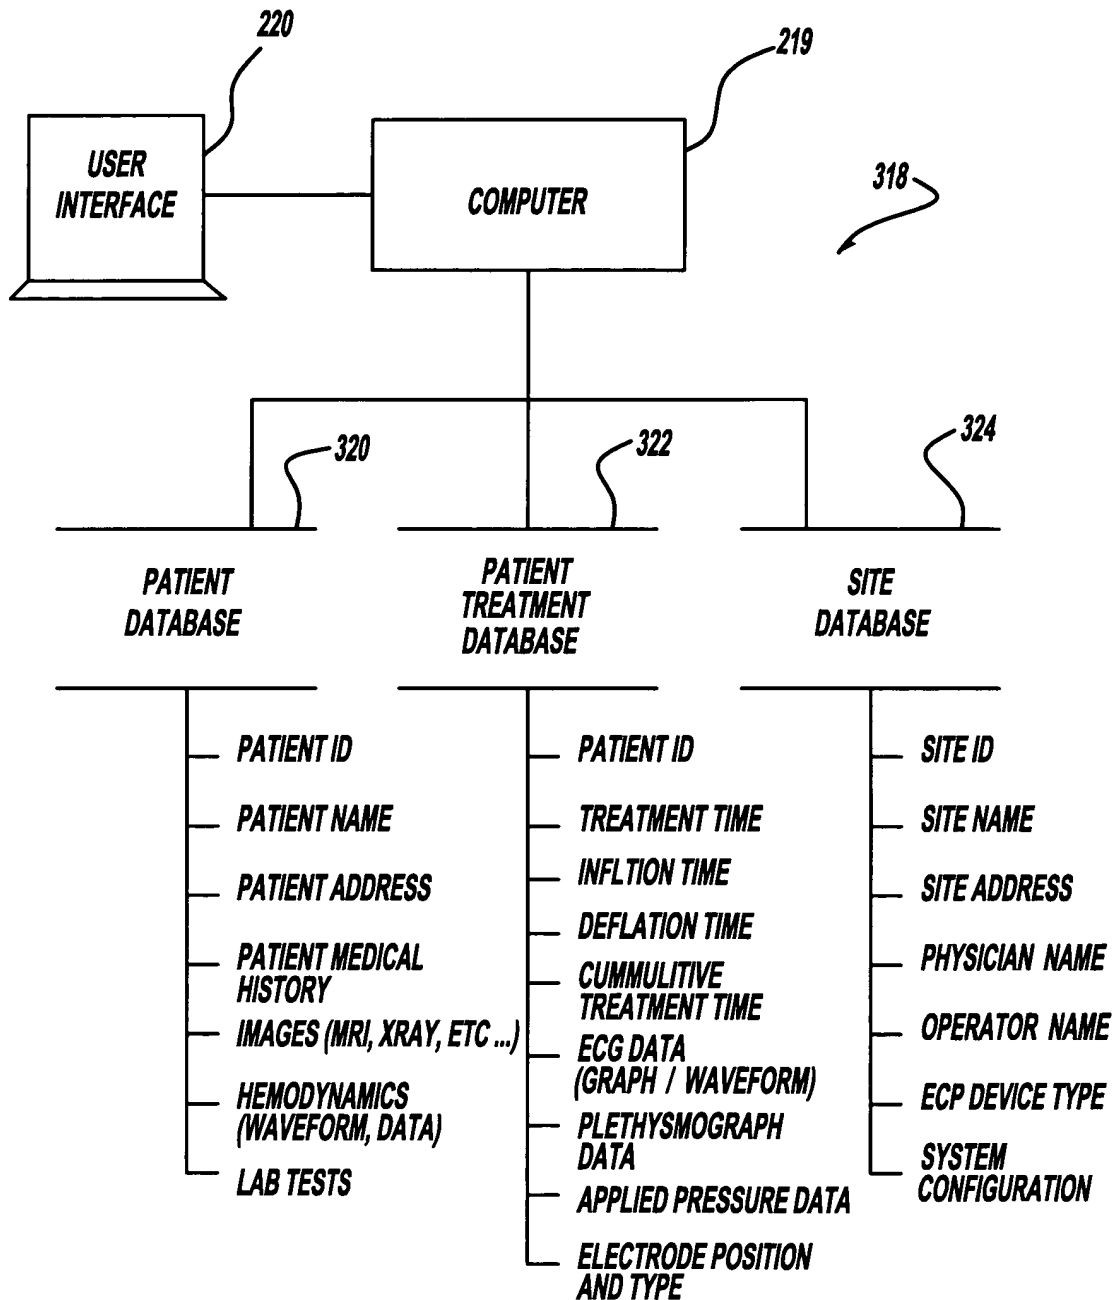 220
219
USER
INTERFACE
COMPUTER
318
320
322
324
PATIENT
DATABASE
PATIENT
TREATMENT
DATABASE
SITE
DATABASE
PATIENT ID
PATIENT NAME
PATIENT ADDRESS
PATIENT MEDICAL
HISTORY
IMAGES (MRI, XRAY, ETC ...)
HEMODYNAMICS
(WAVEFORM, DATA)
LAB TESTS
PATIENT ID
TREATMENT TIME
INFLTION TIME
DEFLATION TIME
CUMMULITIVE
TREATMENT TIME
ECG DATA
(GRAPH / WAVEFORM)
PLETHYSMOGRAPH
DATA
APPLIED PRESSURE DATA
ELECTRODE POSITION
AND TYPE
SITE ID
SITE NAME
SITE ADDRESS
PHYSICIAN NAME
OPERATOR NAME
ECP DEVICE TYPE
SYSTEM
CONFIGURATION